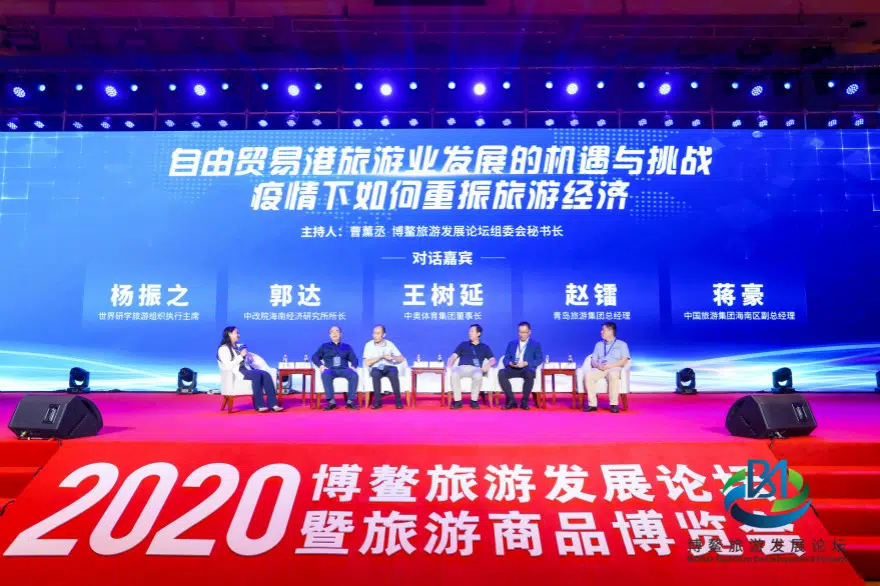 自由贸易港旅游业发展的机遇与挑战
疫情下如何重振旅游经济
主持人：曹薰丞 博鳌旅游发展论坛组委会秘书长
对话嘉宾
杨振之
世界研学旅游组织执行主席
郭达
中改院海南经济研究所所长
王树延
中奥体育集团董事长
赵镭
青岛旅游集团总经理
蒋豪
中国旅游集团海南区副总经理
2020 博鳌旅游发展论坛
暨旅游商品博览会
博鳌旅游发展论坛